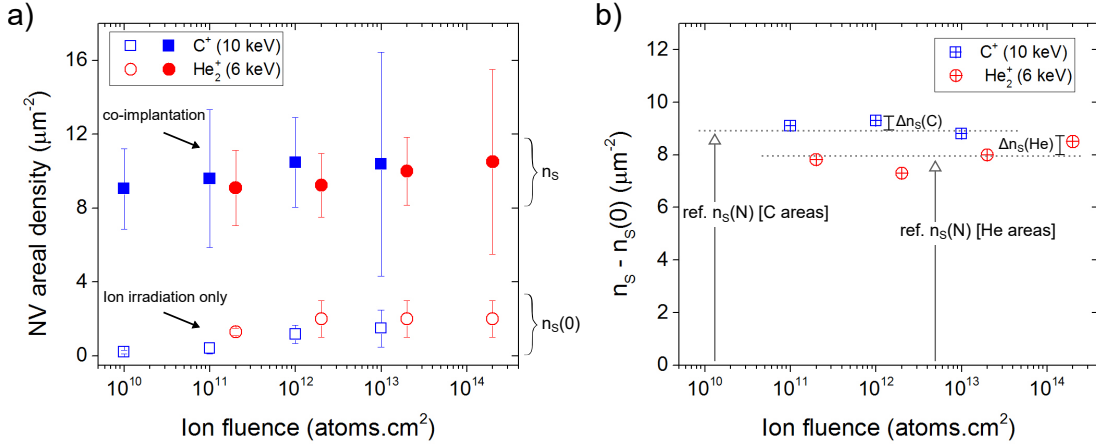 a)
NV areal density (μm⁻²)
16
12
8
4
0
C⁺ (10 keV)
He₂⁺ (6 keV)
co-implantation
Ion irradiation only
nS
nS(0)
10¹⁰ 10¹¹ 10¹² 10¹³ 10¹⁴
Ion fluence (atoms.cm²)
b)
nS - nS(0) (μm⁻²)
12
10
8
6
4
2
0
C⁺ (10 keV)
He₂⁺ (6 keV)
ΔnS(C)
ΔnS(He)
ref. nS(N) [C areas]
ref. nS(N) [He areas]
10¹⁰ 10¹¹ 10¹² 10¹³ 10¹⁴
Ion fluence (atoms.cm²)